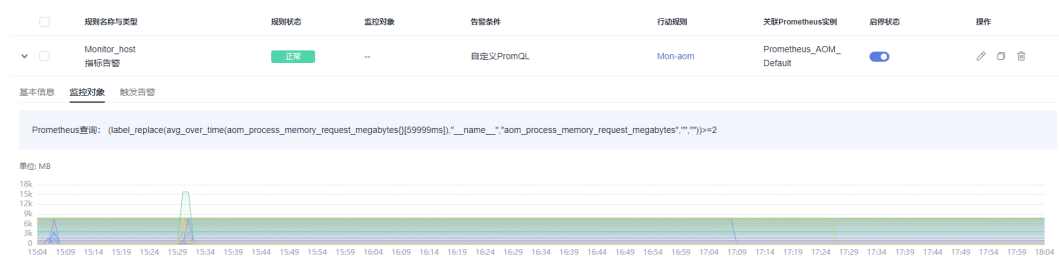 规则名称与类型 规则状态 监控对象 告警条件 行动规则 关联Prometheus实例 启停状态 操作
Monitor_host
指标告警
正常
--
自定义PromQL
Mon-aom
Prometheus_AOM_
Default
基本信息 监控对象 触发告警
Prometheus查询: (label_replace(avg_over_time(aom_process_memory_request_megabytes{}[59999ms]),"__name__","aom_process_memory_request_megabytes","",""))>=2
单位: MB
18k
15k
12k
9k
6k
3k
0
15:04 15:09 15:14 15:19 15:24 15:29 15:34 15:39 15:44 15:49 15:54 15:59 16:04 16:09 16:14 16:19 16:24 16:29 16:34 16:39 16:44 16:49 16:54 16:59 17:04 17:09 17:14 17:19 17:24 17:29 17:34 17:39 17:44 17:49 17:54 17:59 18:04